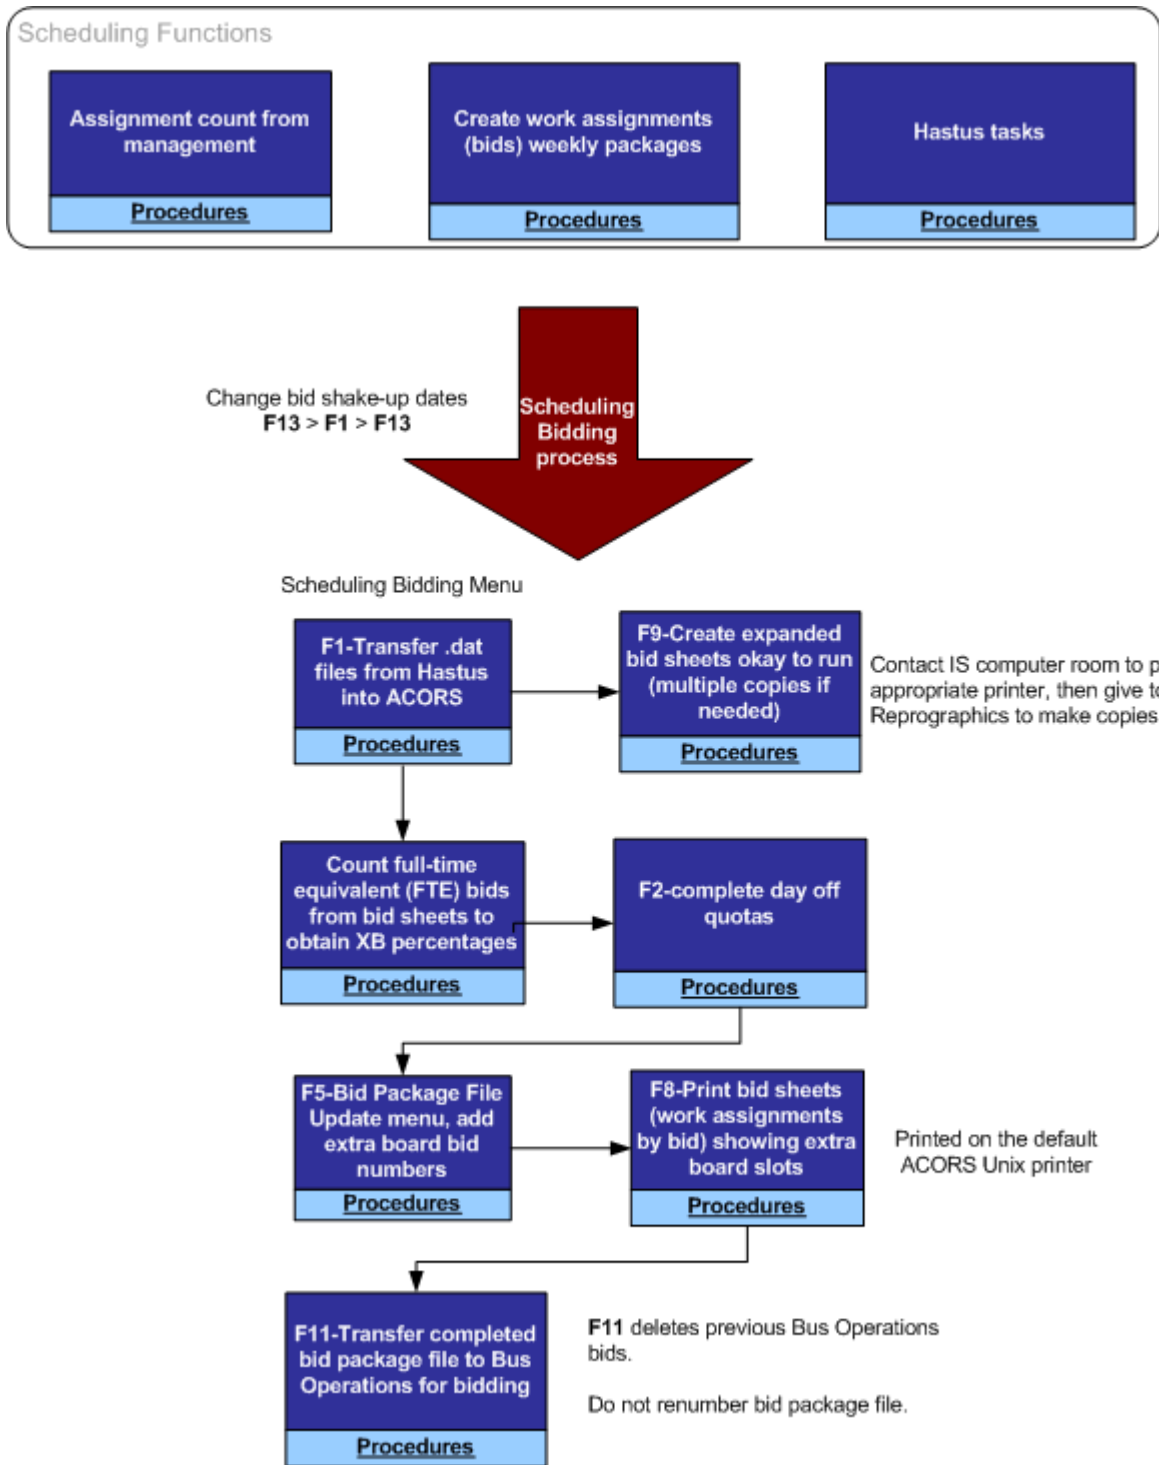 Scheduling Functions
Assignment count from
management
Procedures
Create work assignments
(bids) weekly packages
Procedures
Hastus tasks
Procedures
Change bid shake-up dates
F13 > F1 > F13
Scheduling
Bidding
process
Scheduling Bidding Menu
F1-Transfer .dat
files from Hastus
into ACORS
Procedures
F9-Create expanded
bid sheets okay to run
(multiple copies if
needed)
Procedures
Contact IS computer room to
appropriate printer, then give
Reprographics to make copies
Count full-time
equivalent (FTE) bids
from bid sheets to
obtain XB percentages
Procedures
F2-complete day off
quotas
Procedures
F5-Bid Package File
Update menu, add
extra board bid
numbers
Procedures
F8-Print bid sheets
(work assignments
by bid) showing extra
board slots
Procedures
Printed on the default
ACORS Unix printer
F11-Transfer completed
bid package file to Bus
Operations for bidding
Procedures
F11 deletes previous Bus Operations
bids.
Do not renumber bid package file.